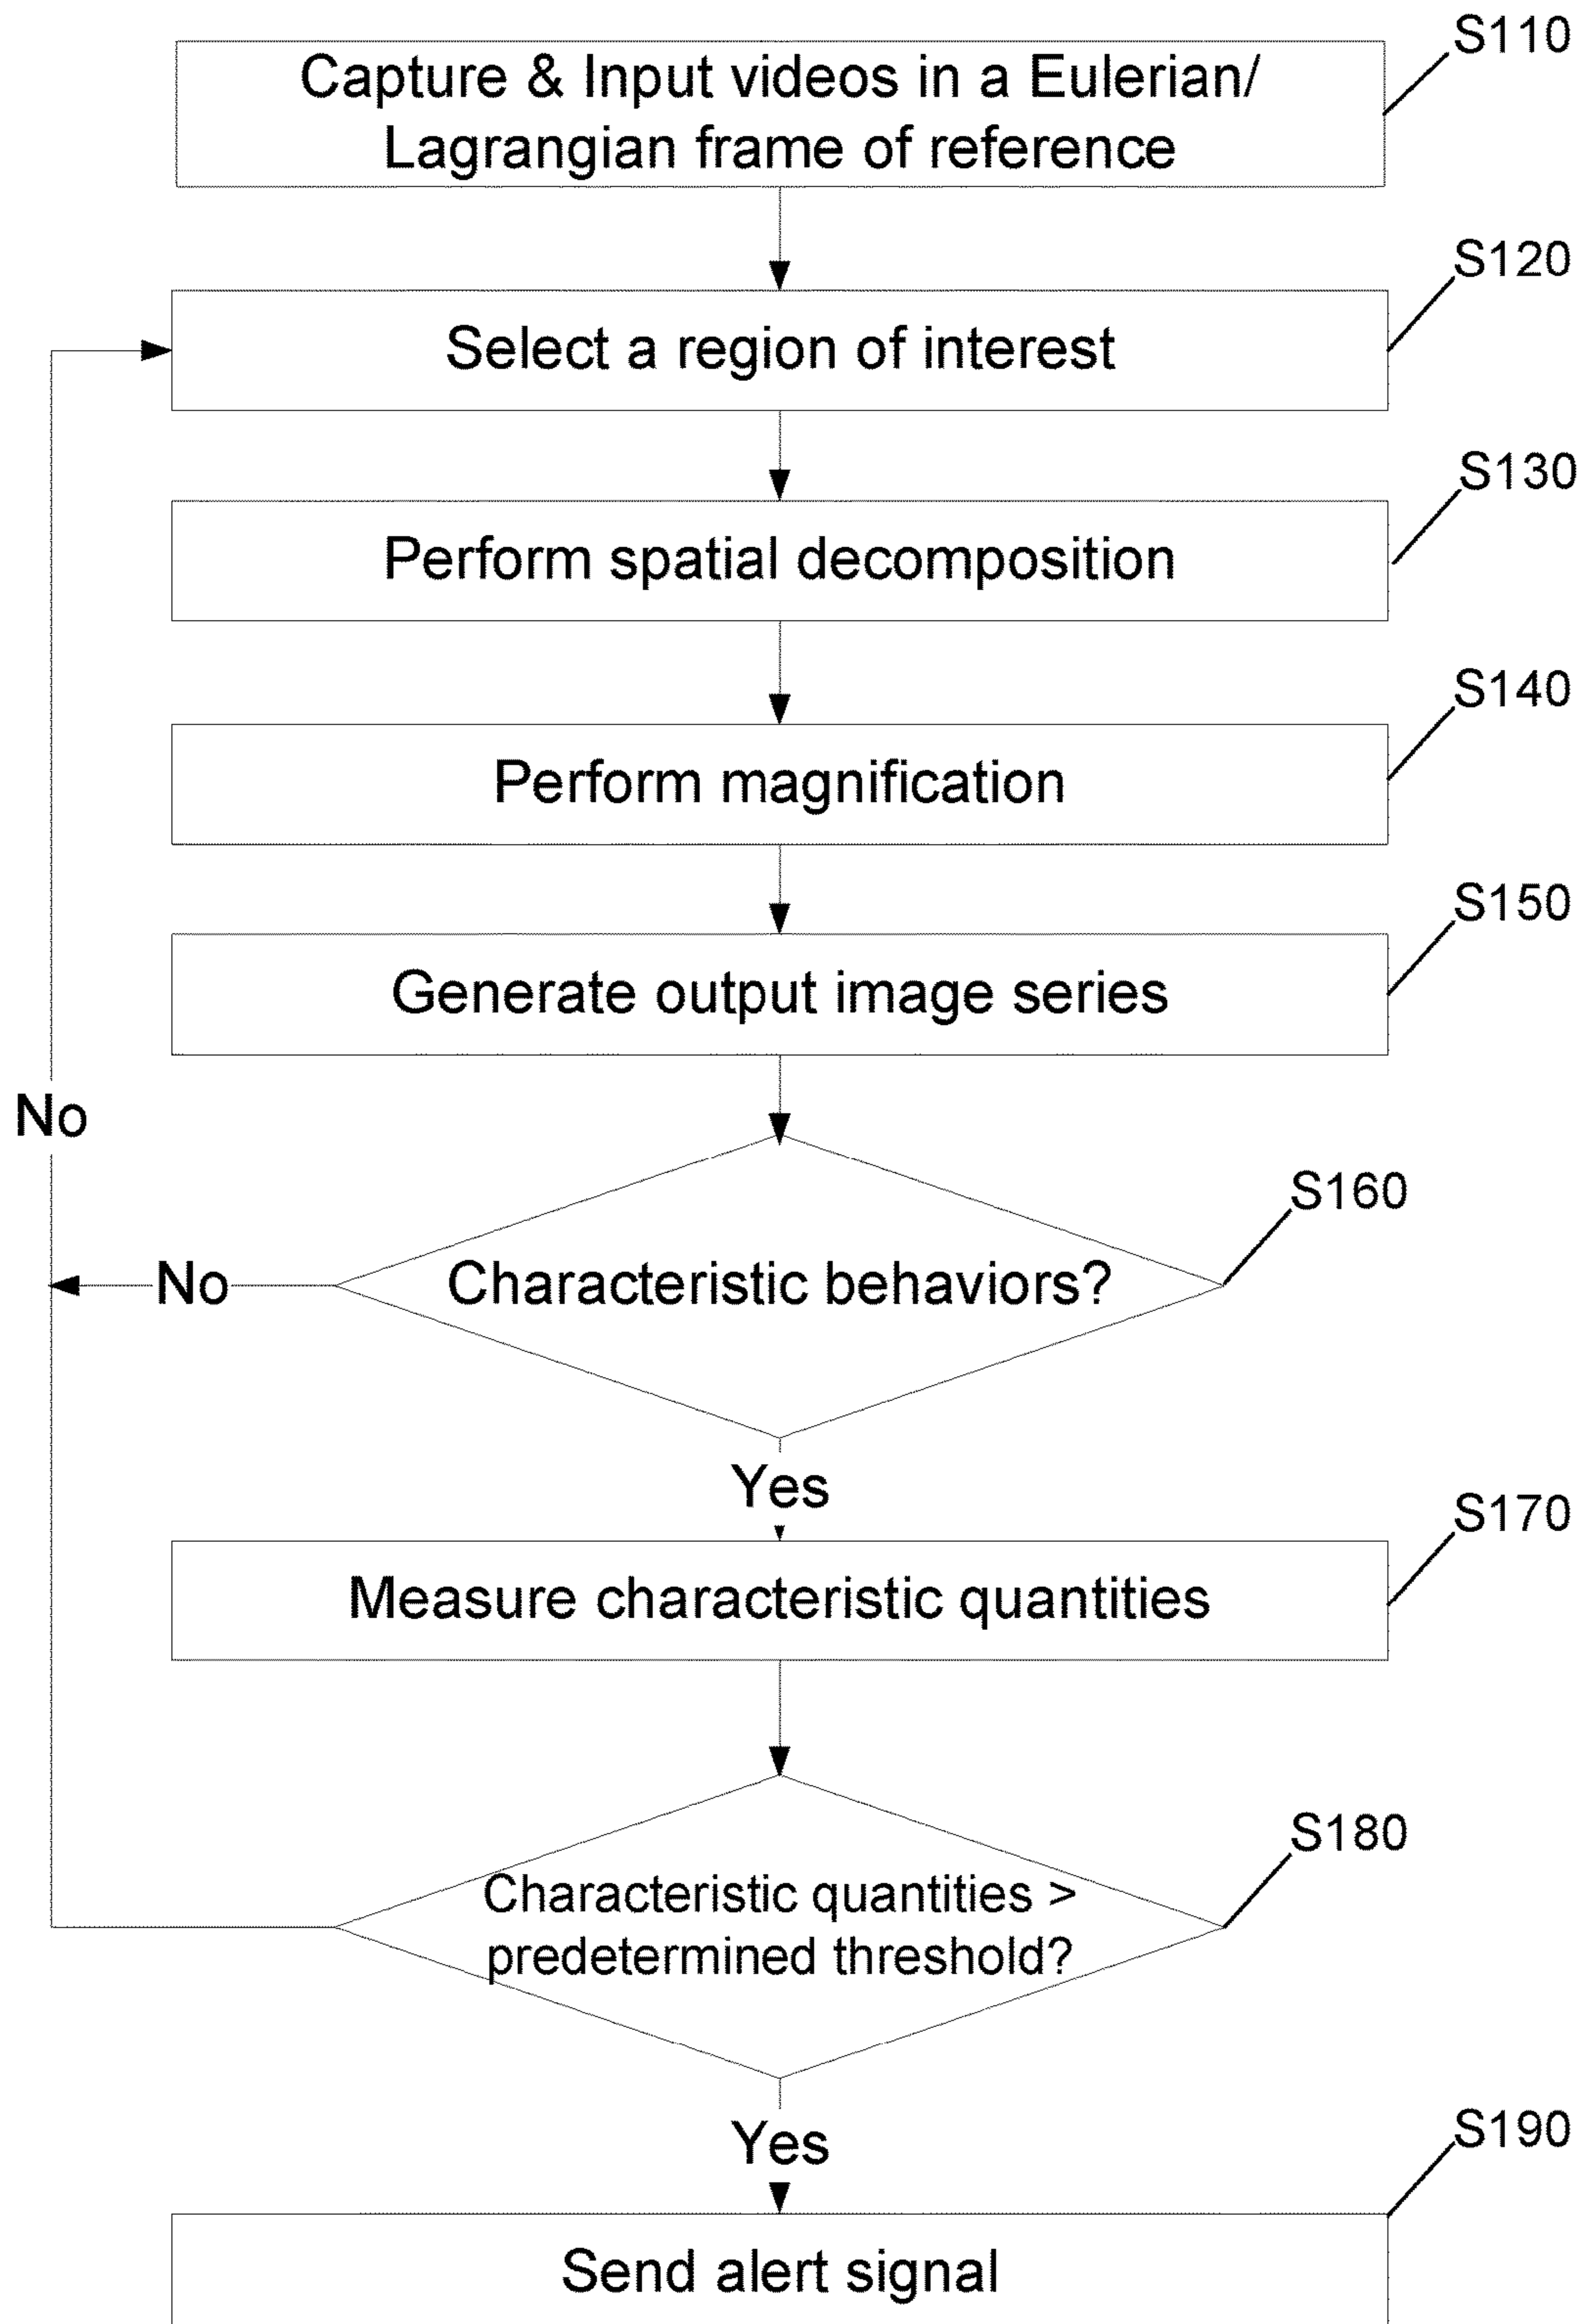 S110
Capture & Input videos in a Eulerian/
Lagrangian frame of reference
S120
Select a region of interest
S130
Perform spatial decomposition
S140
Perform magnification
S150
Generate output image series
No
S160
No
Characteristic behaviors?
Yes
S170
Measure characteristic quantities
S180
Characteristic quantities >
predetermined threshold?
Yes
S190
Send alert signal